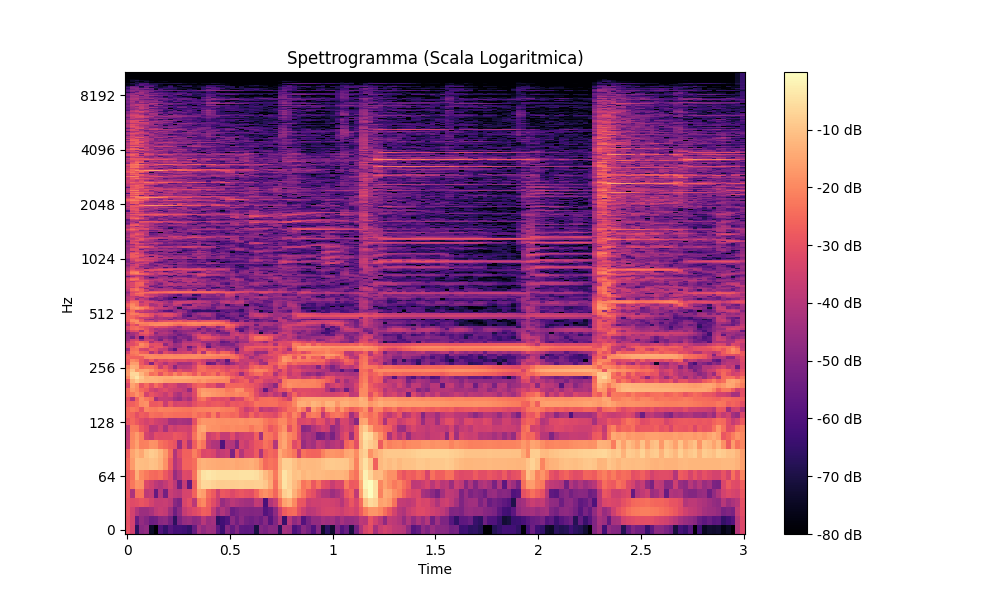 Spettrogramma (Scala Logaritmica)
8192
4096
2048
1024
512
256
128
64
0
Hz
0
0.5
1
1.5
2
2.5
3
Time
-10 dB
-20 dB
-30 dB
-40 dB
-50 dB
-60 dB
-70 dB
-80 dB